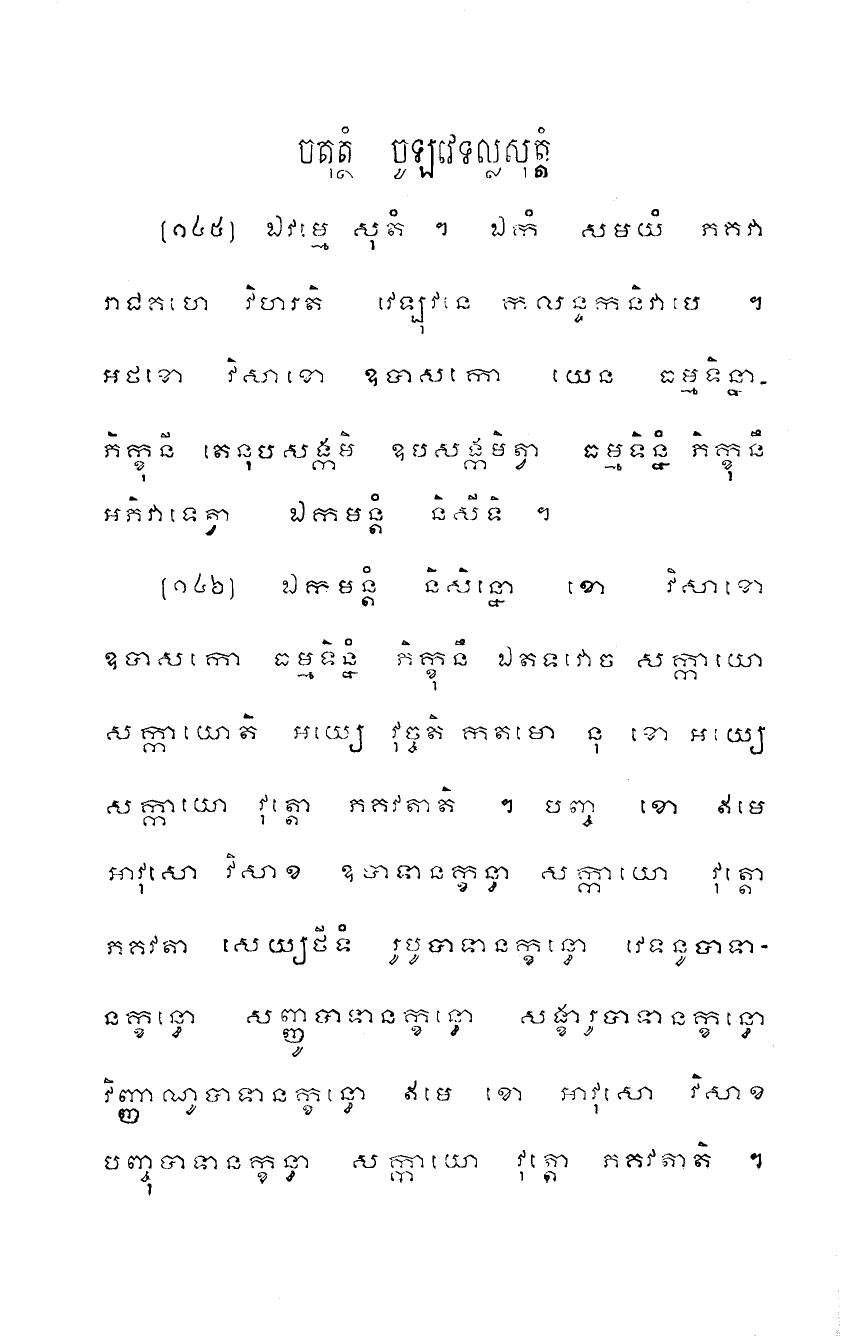 ចតុត្ថំ ចូឡវេទល្លសុត្តំ
[១៤៥] ឯវម្មេ សុតំ ។ ឯកំ សមយំ ភគវា
រាជគហេ វិហរតិ វេឡុវនេ កលន្ទកនិវាបេ ។
អថខោ វិសាខោ ឧបាសកោ យេន ធម្មទិន្នា-
ភិក្ខុនី តេនុបសង្កមិ ឧបសង្កមិត្វា ធម្មទិន្នំ ភិក្ខុនឹ
អភិវាទេត្វា ឯកមន្តំ និសីទិ ។
[១៤៦] ឯកមន្តំ និសិន្នោ ខោ វិសាខោ
ឧបាសកោ ធម្មទិន្នំ ភិក្ខុនឹ ឯតទវោច សក្កាយោ
សក្កាយោតិ អយ្យេ វុច្ចតិ កតមោ នុ ខោ អយ្យេ
សក្កាយោ វុត្តោ ភគវតាតិ ។ បញ្ច ខោ ឥមេ
អាវុសោ វិសាខ ឧបាទានក្ខន្ធា សក្កាយោ វុត្តោ
ភគវតា សេយ្យថីទំ រូបូបាទានក្ខន្ធោ វេទនូបាទា-
នក្ខន្ធោ សញ្ញូបាទានក្ខន្ធោ សង្ខារូបាទានក្ខន្ធោ
វិញ្ញាណូបាទានក្ខន្ធោ ឥមេ ខោ អាវុសោ វិសាខ
បញ្ចុបាទានក្ខន្ធា សក្កាយោ វុត្តោ ភគវតាតិ ។